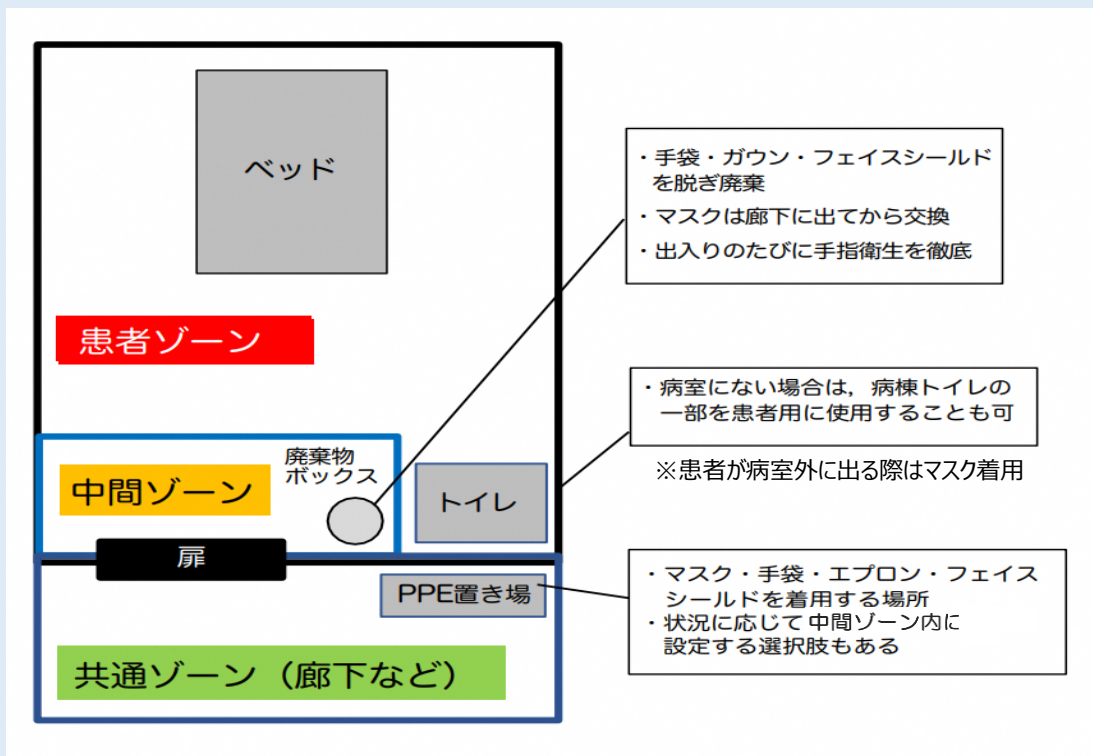 ベッド
患者ゾーン
中間ゾーン
廃棄物
ボックス
トイレ
扉
PPE置き場
共通ゾーン（廊下など）
・手袋・ガウン・フェイスシールド
を脱ぎ廃棄
・マスクは廊下に出てから交換
・出入りのたびに手指衛生を徹底
・病室にない場合は，病棟トイレの
一部を患者用に使用することも可
※患者が病室外に出る際はマスク着用
・マスク・手袋・エプロン・フェイス
シールドを着用する場所
・状況に応じて中間ゾーン内に
設定する選択肢もある